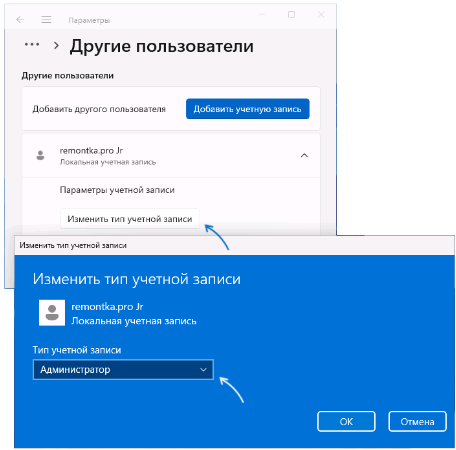 Параметры
··· > Другие пользователи
Другие пользователи
Добавить другого пользователя
Добавить учетную запись
remontka.pro Jr
Локальная учетная запись
Параметры учетной записи
Изменить тип учетной записи
Изменить тип учетной записи
Изменить тип учетной записи
remontka.pro Jr
Локальная учетная запись
Тип учетной записи
Администратор
OK
Отмена